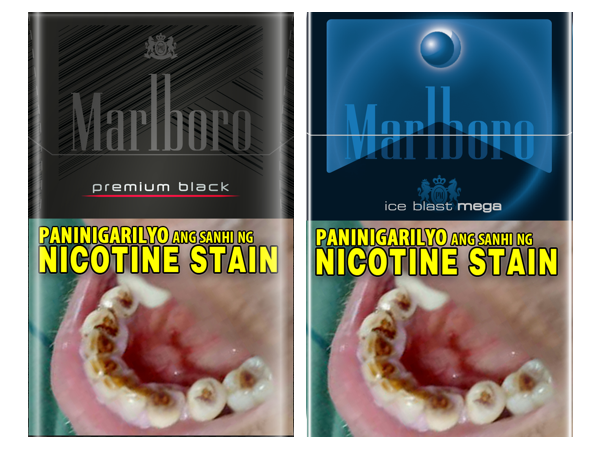 Marlboro
premium black
PANINIGARILYO ANG SANHI NG
NICOTINE STAIN
Marlboro
ice blast mega
PANINIGARILYO ANG SANHI NG
NICOTINE STAIN